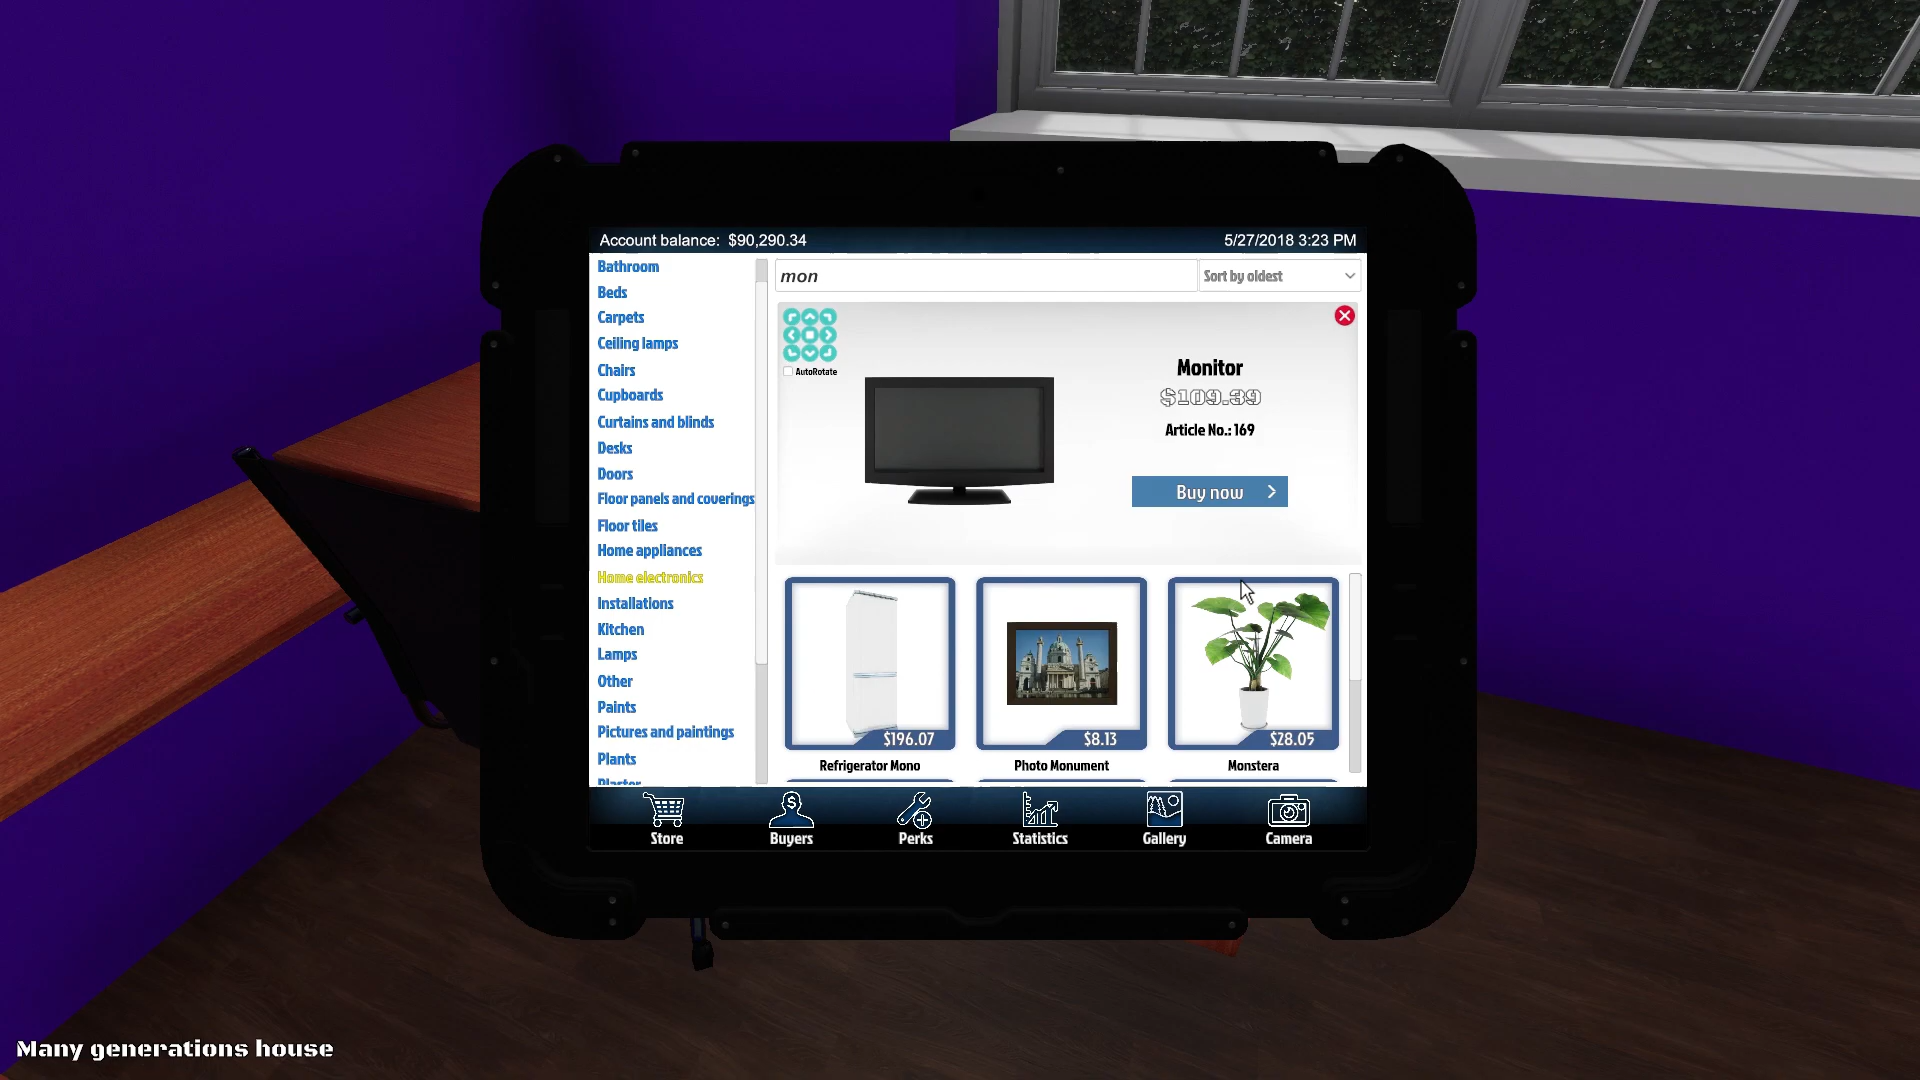 Account balance: $90,290.34
5/27/2018 3:23 PM
Bathroom
Beds
Carpets
Ceiling lamps
Chairs
Cupboards
Curtains and blinds
Desks
Doors
Floor panels and coverings
Floor tiles
Home appliances
Home electronics
Installations
Kitchen
Lamps
Other
Paints
Pictures and paintings
Plants
Plaster
mon
Sort by oldest
AutoRotate
Monitor
$109.39
Article No.: 169
Buy now
$196.07
Refrigerator Mono
$8.13
Photo Monument
$28.05
Monstera
Store
Buyers
Perks
Statistics
Gallery
Camera
Many generations house